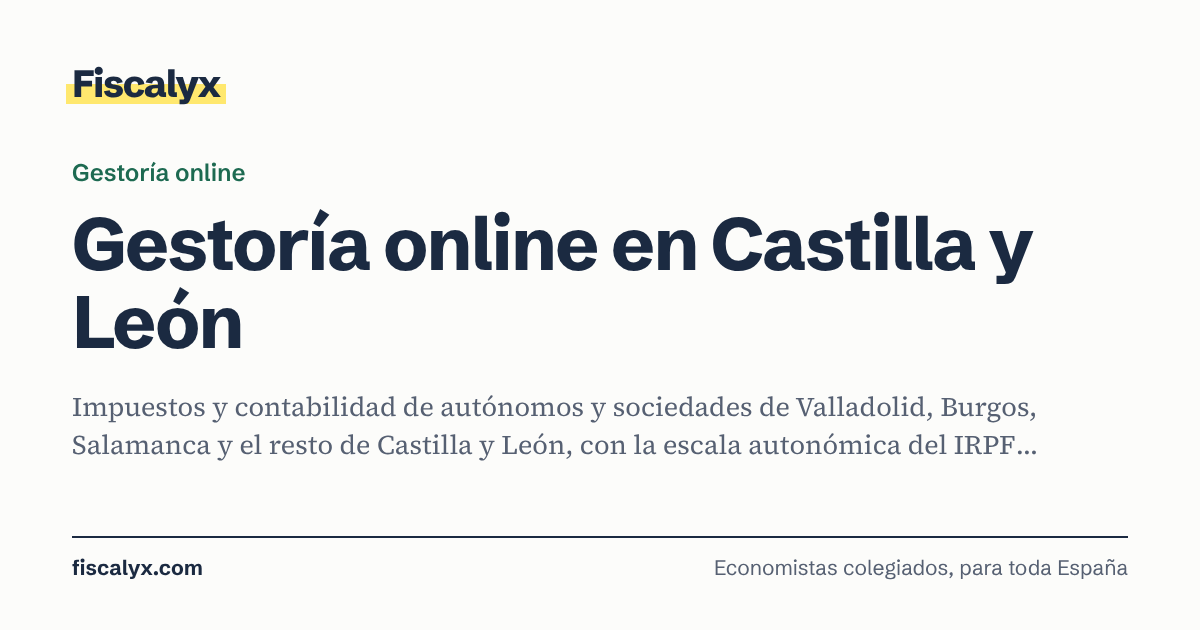 Fiscalyx
Gestoría online
Gestoría online en Castilla y
León
Impuestos y contabilidad de autónomos y sociedades de Valladolid, Burgos,
Salamanca y el resto de Castilla y León, con la escala autonómica del IRPF...
fiscalyx.com
Economistas colegiados, para toda España